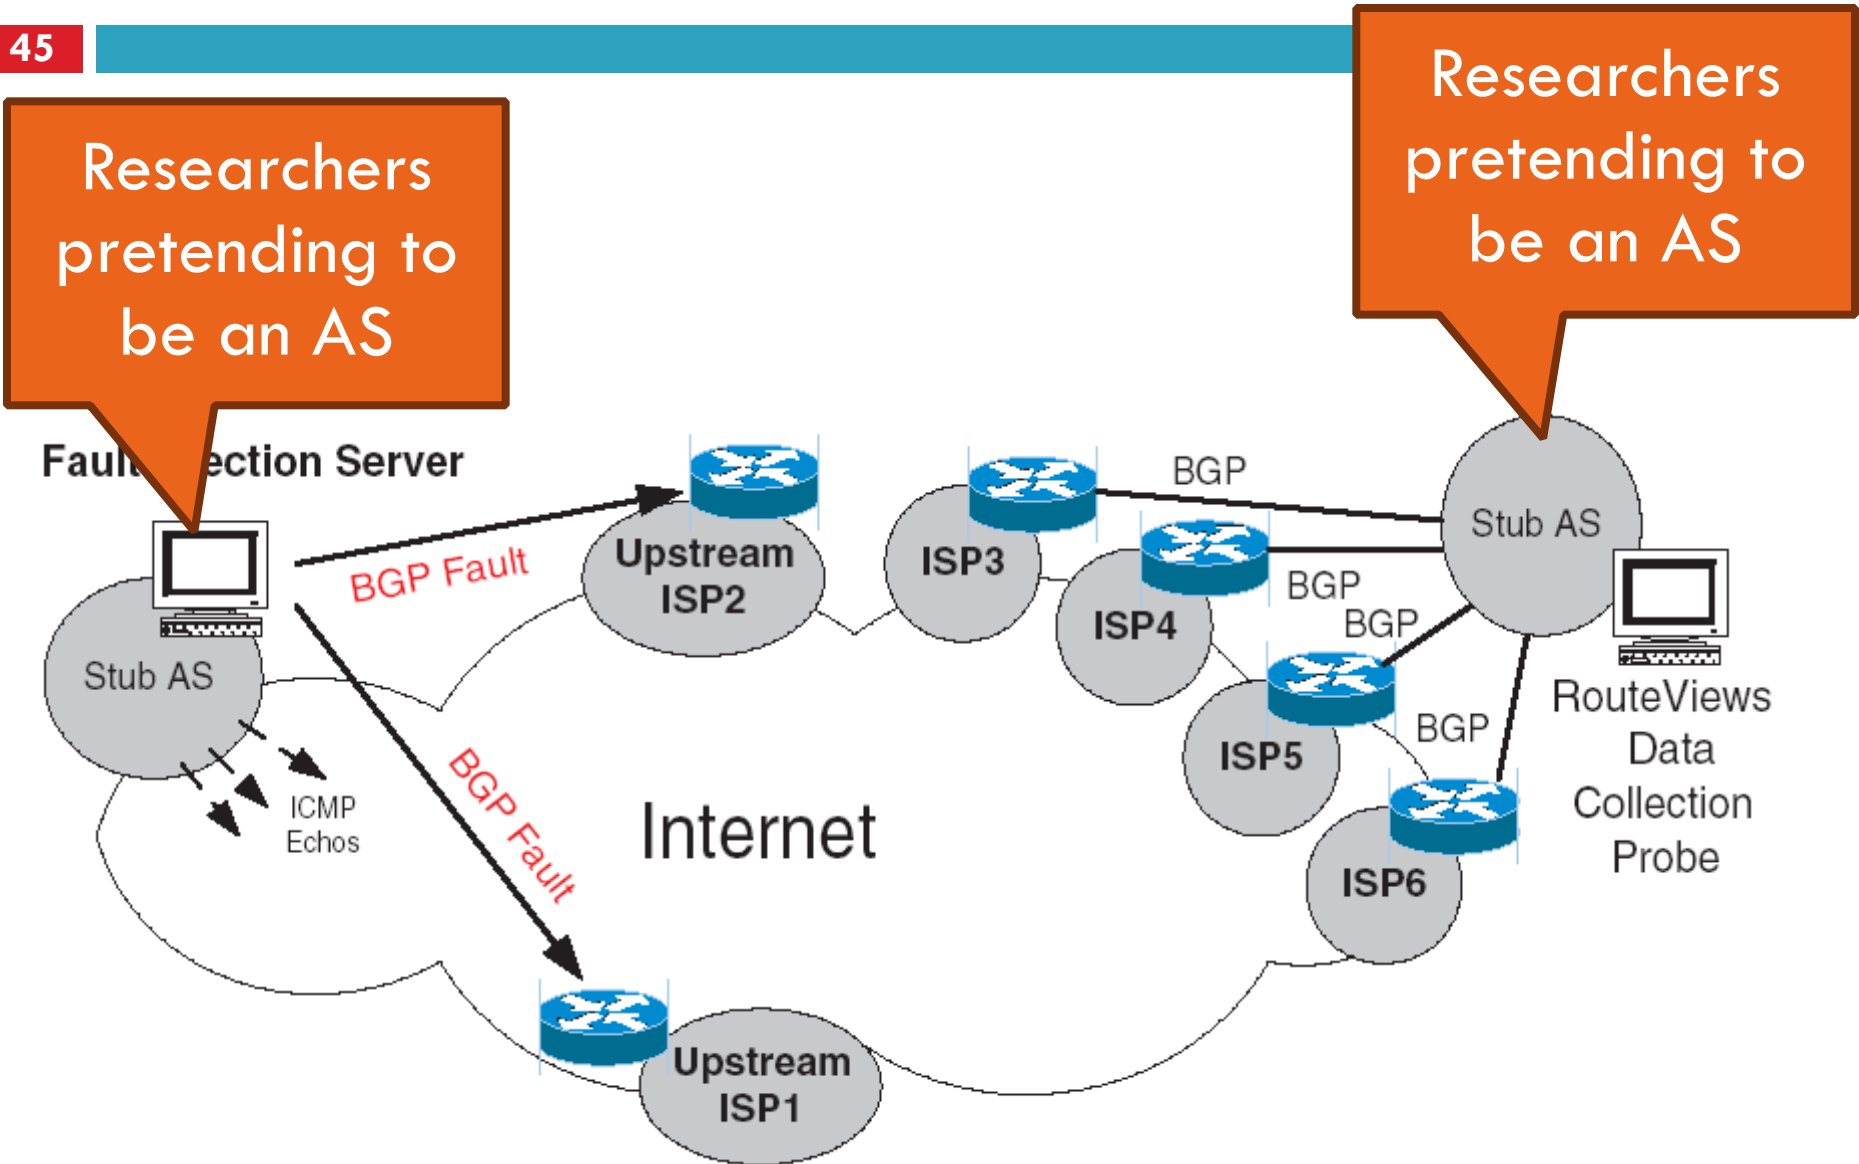 45
Researchers
pretending to
be an AS
Researchers
pretending to
be an AS
Server
BGP Fault
Upstream
ISP2
ISP3
BGP
Stub AS
ISP4
BGP
BGP
Stub AS
ISP5
BGP
RouteViews
Data
Collection
Probe
ICMP
Echos
BGP Fault
Internet
ISP6
Upstream
ISP1